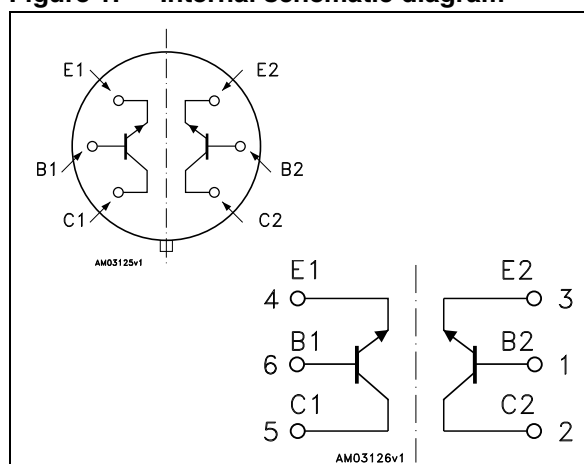 Figure 1. Internal schematic diagram
E1 E2
B1 B2
C1 C2
AM03125v1
E1 E2
4 3
B1 B2
6 1
C1 C2
5 2
AM03126v1